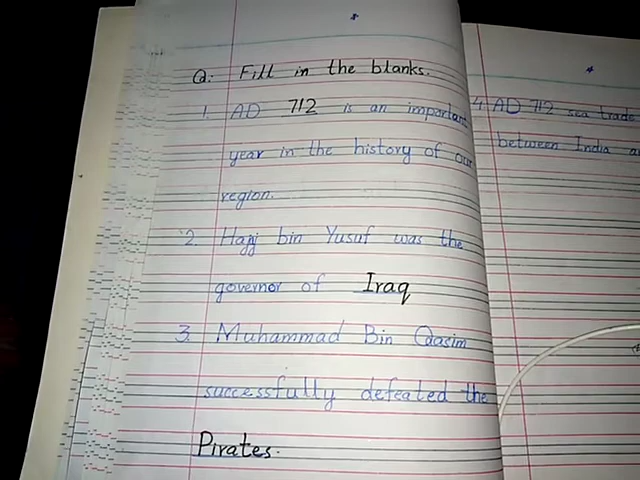 Q: Fill in the blanks.
1. AD 712 is an important
year in the history of our
region.
2. Hajj bin Yusuf was the
governor of Iraq
3. Muhammad Bin Qasim
successfully defeated the
Pirates.
4. AD 712 sea trade
between India